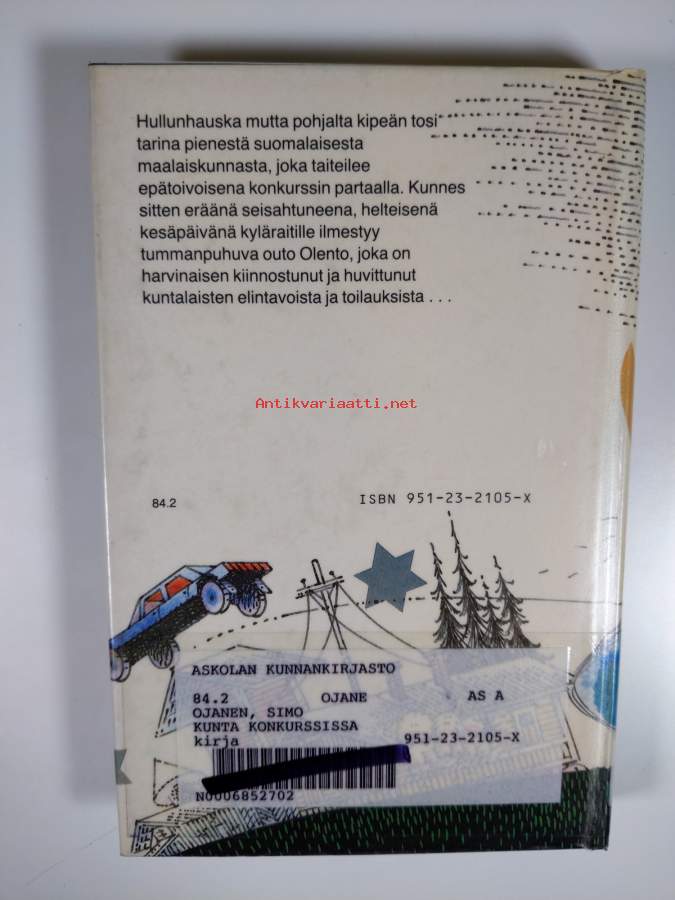 Hullunhauska mutta pohjalta kipeän tosi
tarina pienestä suomalaisesta
maalaiskunnasta, joka taiteilee
epätoivoisena konkurssin partaalla. Kunnes
sitten eräänä seisahtuneena, helteisenä
kesäpäivänä kyläraitille ilmestyy
tummanpuhuva outo Olento, joka on
harvinaisen kiinnostunut ja huvittunut
kuntalaisten elintavoista ja toilauksista . . .
Antikvariaatti.net
84.2 ISBN 951-23-2105-X
ASKOLAN KUNNANKIRJASTO
84.2 OJANE AS A
OJANEN, SIMO
KUNTA KONKURSSISSA
kirja 951-23-2105-X
N0006852702